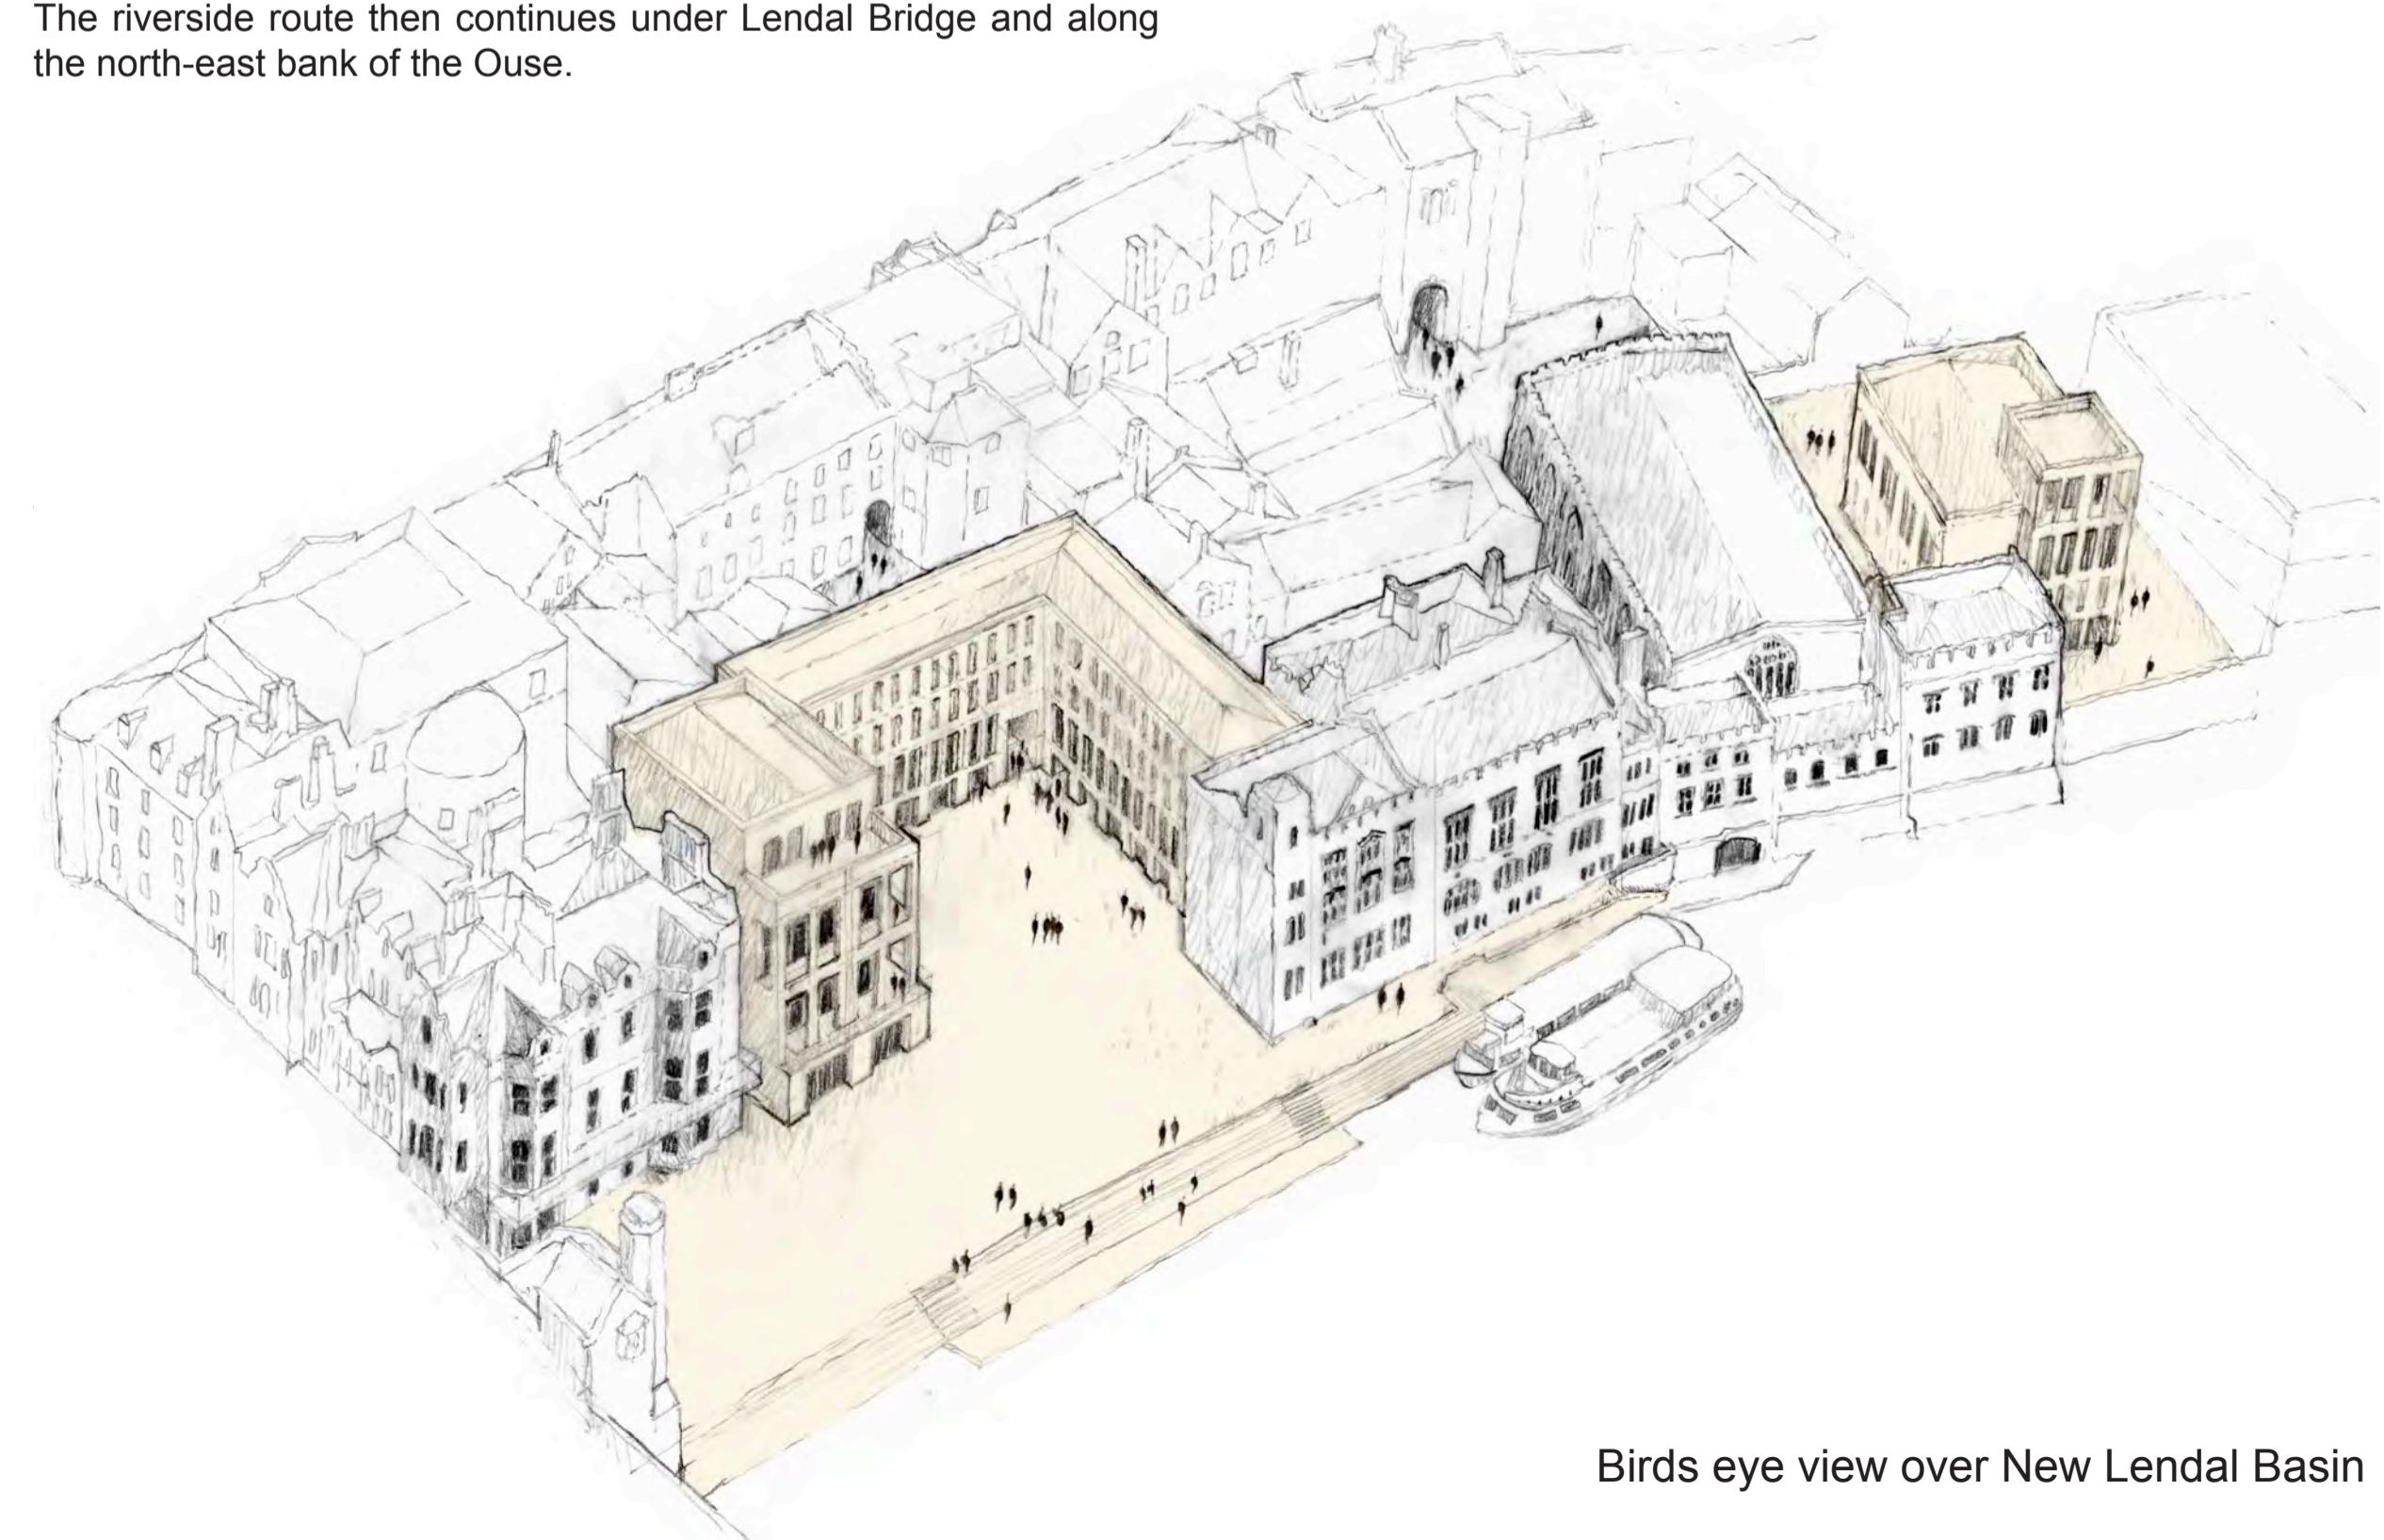 The riverside route then continues under Lendal Bridge and along
the north-east bank of the Ouse.
Birds eye view over New Lendal Basin